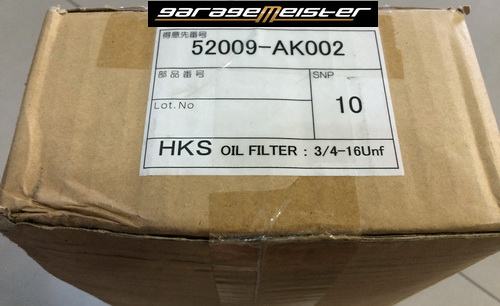 garagemeister
得意先番号
52009-AK002
部品番号
SNP
Lot.No
10
HKS OIL FILTER : 3/4-16Unf